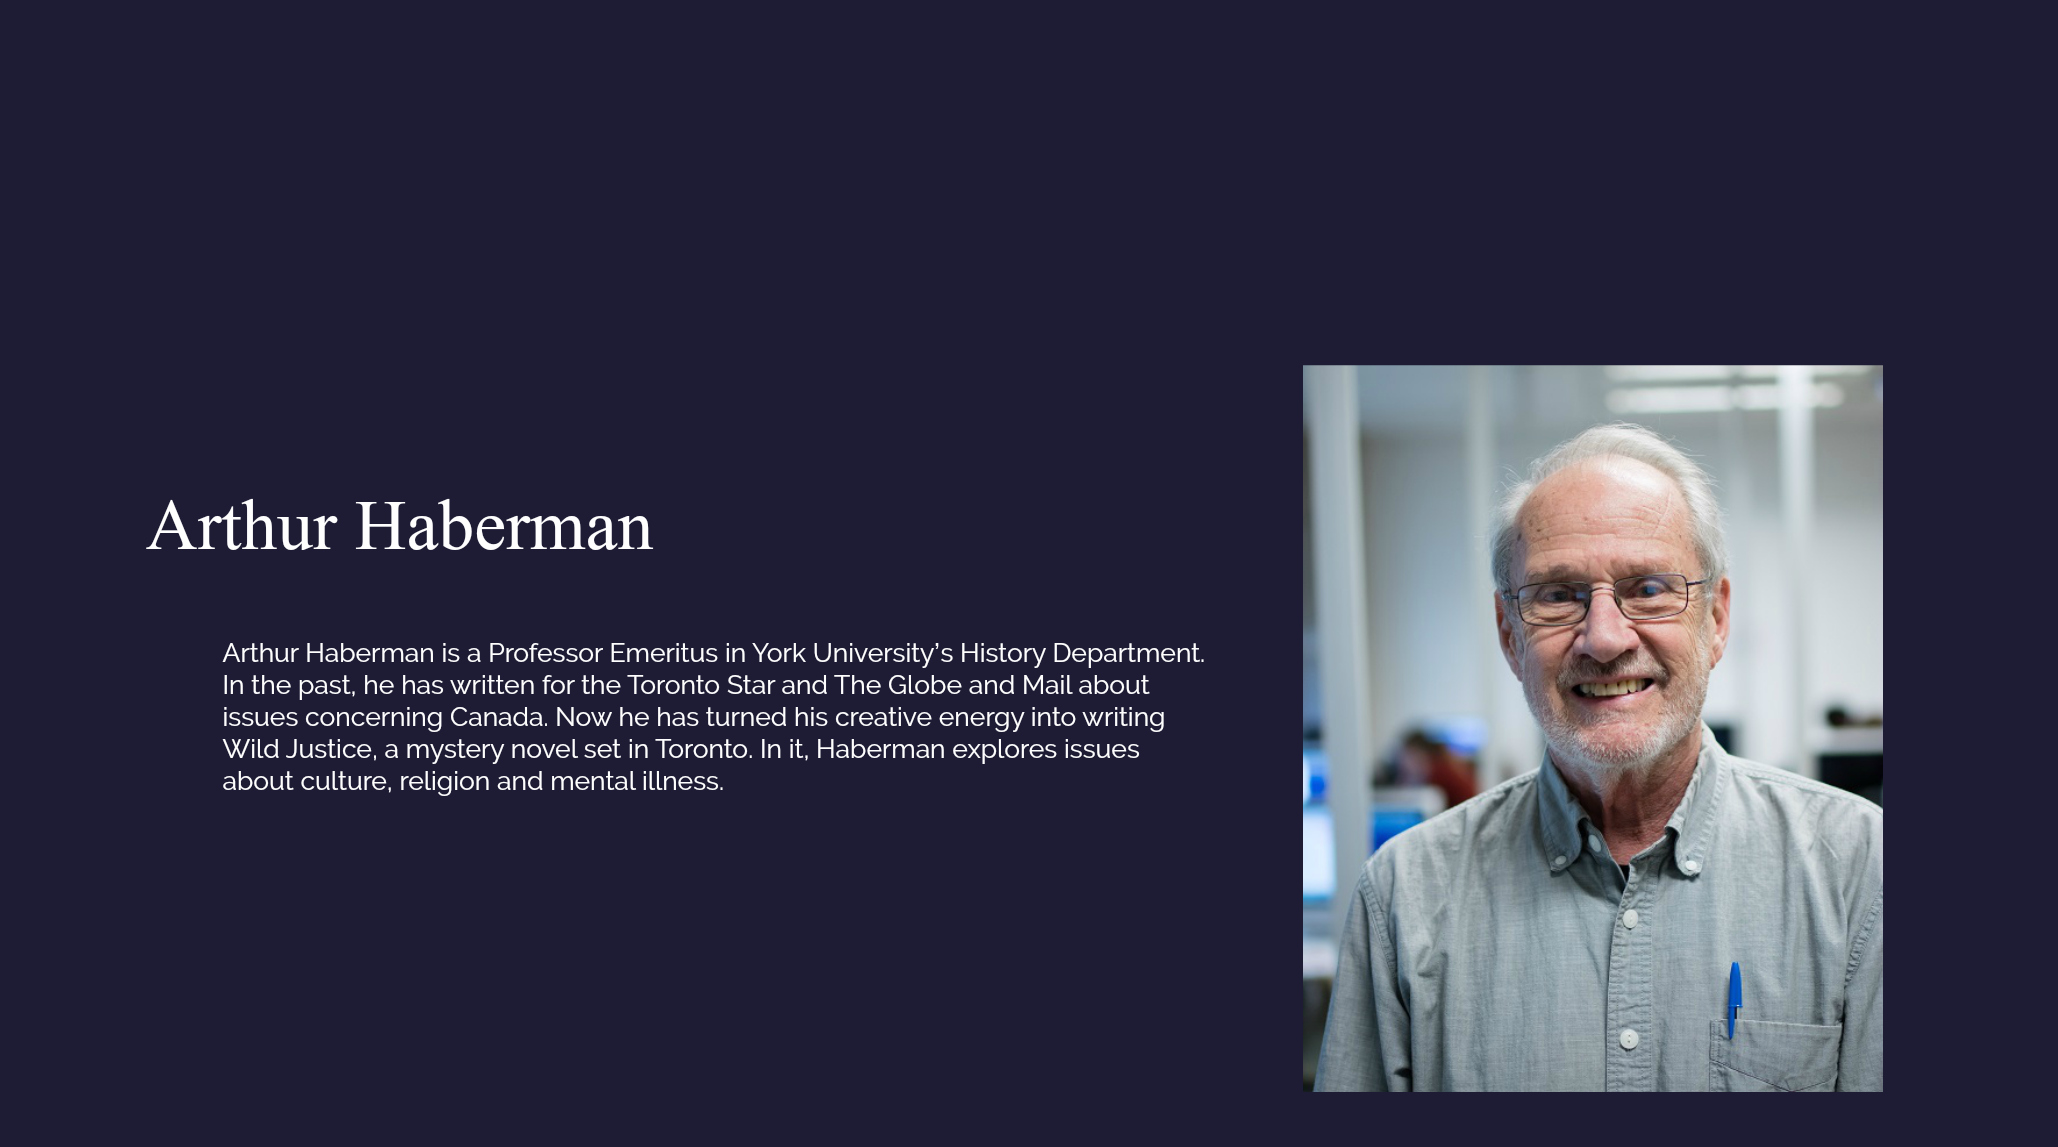 Arthur Haberman
Arthur Haberman is a Professor Emeritus in York University’s History Department.
In the past, he has written for the Toronto Star and The Globe and Mail about
issues concerning Canada. Now he has turned his creative energy into writing
Wild Justice, a mystery novel set in Toronto. In it, Haberman explores issues
about culture, religion and mental illness.